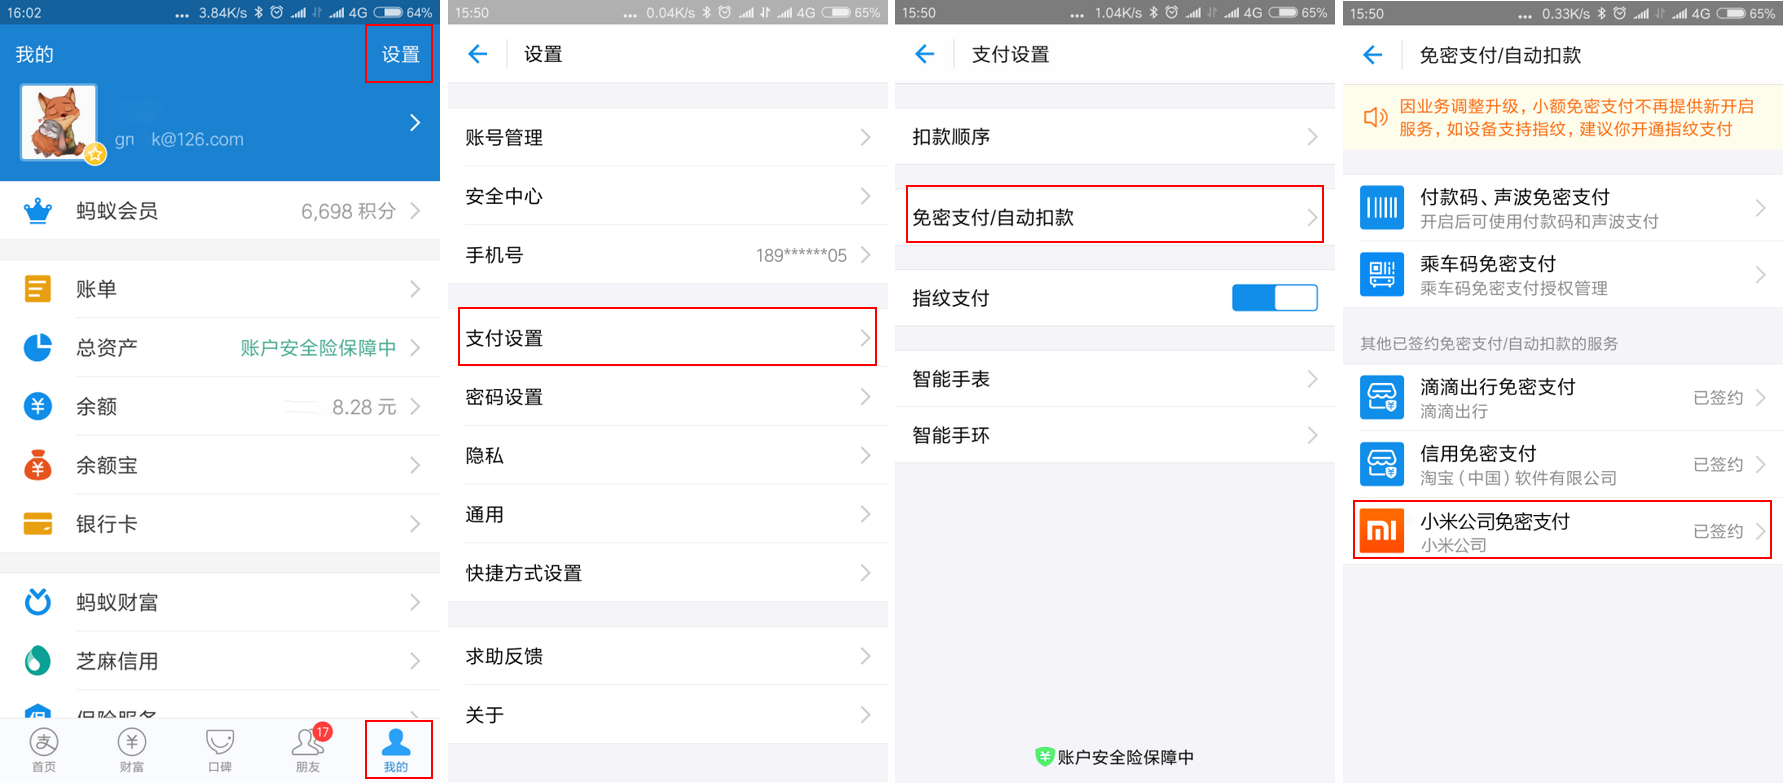 16:02
... 3.84K/s 4G 64%
我的
设置
gn k@126.com
蚂蚁会员
6,698 积分
账单
总资产
账户安全险保障中
余额
8.28 元
余额宝
银行卡
蚂蚁财富
芝麻信用
保险服务
首页
财富
口碑
17
朋友
我的
15:50
... 0.04K/s 4G 65%
设置
账号管理
安全中心
手机号
189******05
支付设置
密码设置
隐私
通用
快捷方式设置
求助反馈
关于
15:50
... 1.04K/s 4G 65%
支付设置
扣款顺序
免密支付/自动扣款
指纹支付
智能手表
智能手环
账户安全险保障中
15:50
... 0.33K/s 4G 65%
免密支付/自动扣款
因业务调整升级，小额免密支付不再提供新开启
服务，如设备支持指纹，建议你开通指纹支付
付款码、声波免密支付
开启后可使用付款码和声波支付
乘车码免密支付
乘车码免密支付授权管理
其他已签约免密支付/自动扣款的服务
滴滴出行免密支付
滴滴出行
已签约
信用免密支付
淘宝（中国）软件有限公司
已签约
小米公司免密支付
小米公司
已签约